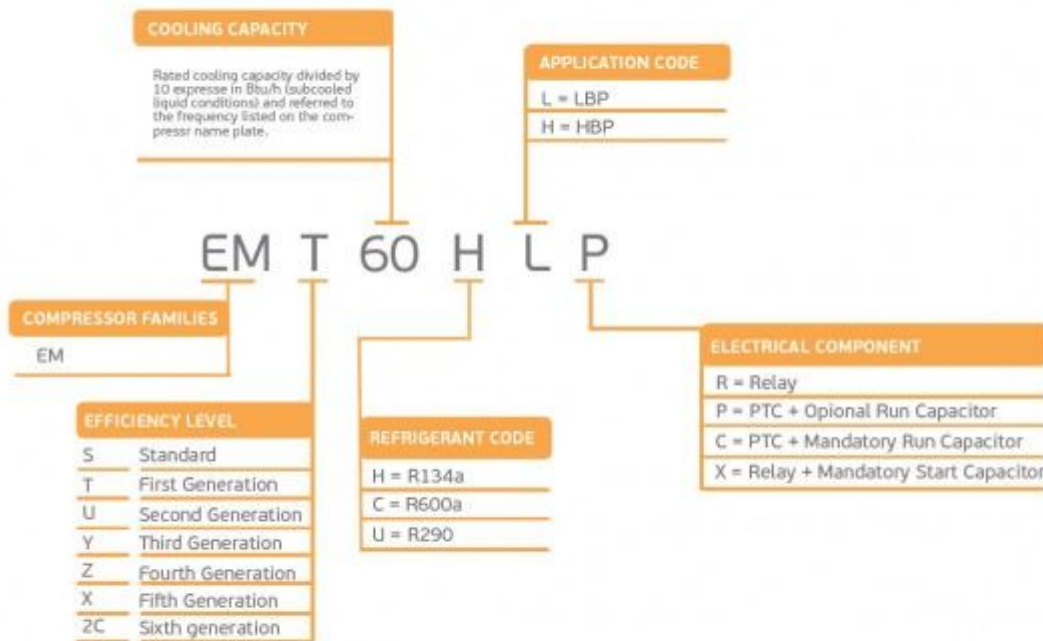 COOLING CAPACITY
Rated cooling capacity divided by
10 expresse in Btu/h (subcooled
liquid conditions) and referred to
the frequency listed on the com-
pressr name plate.
APPLICATION CODE
L = LBP
H = HBP
EM T 60 H L P
COMPRESSOR FAMILIES
EM
EFFICIENCY LEVEL
S Standard
T First Generation
U Second Generation
Y Third Generation
Z Fourth Generation
X Fifth Generation
2C Sixth generation
REFRIGERANT CODE
H = R134a
C = R600a
U = R290
ELECTRICAL COMPONENT
R = Relay
P = PTC + Opional Run Capacitor
C = PTC + Mandatory Run Capacitor
X = Relay + Mandatory Start Capacitor